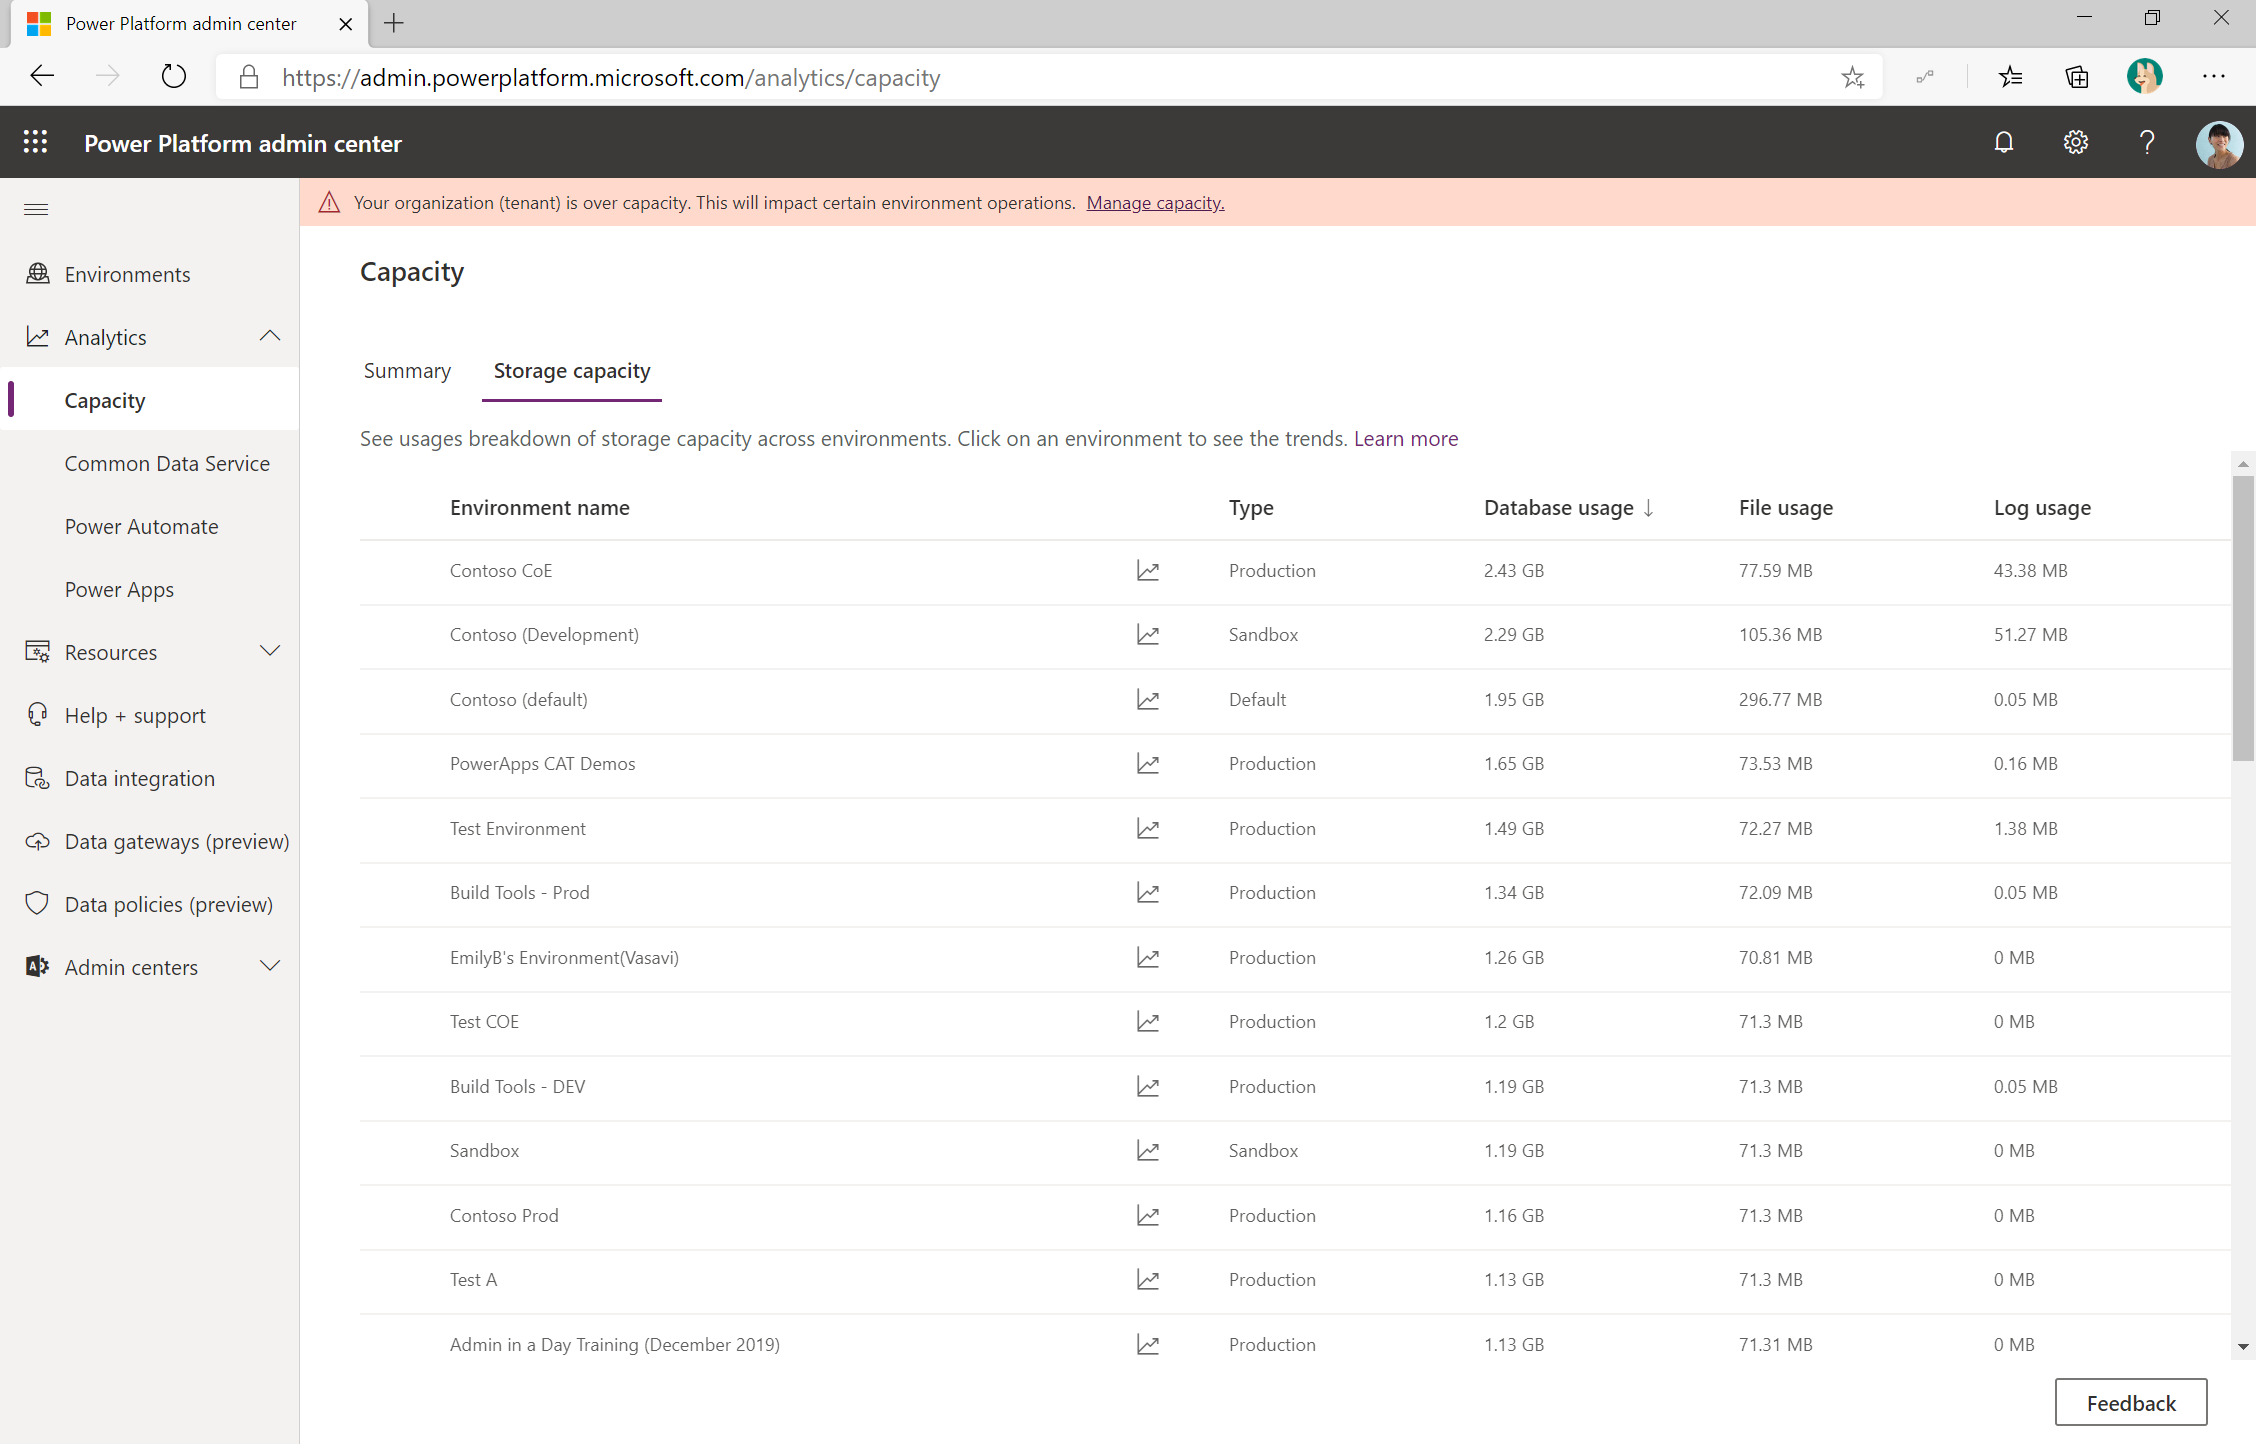 Power Platform admin center
https://admin.powerplatform.microsoft.com/analytics/capacity
Power Platform admin center
Your organization (tenant) is over capacity. This will impact certain environment operations. Manage capacity.
Environments
Analytics
Capacity
Common Data Service
Power Automate
Power Apps
Resources
Help + support
Data integration
Data gateways (preview)
Data policies (preview)
Admin centers
Capacity
Summary Storage capacity
See usages breakdown of storage capacity across environments. Click on an environment to see the trends. Learn more
Environment name Type Database usage ↓ File usage Log usage
Contoso CoE Production 2.43 GB 77.59 MB 43.38 MB
Contoso (Development) Sandbox 2.29 GB 105.36 MB 51.27 MB
Contoso (default) Default 1.95 GB 296.77 MB 0.05 MB
PowerApps CAT Demos Production 1.65 GB 73.53 MB 0.16 MB
Test Environment Production 1.49 GB 72.27 MB 1.38 MB
Build Tools - Prod Production 1.34 GB 72.09 MB 0.05 MB
EmilyB's Environment(Vasavi) Production 1.26 GB 70.81 MB 0 MB
Test COE Production 1.2 GB 71.3 MB 0 MB
Build Tools - DEV Production 1.19 GB 71.3 MB 0.05 MB
Sandbox Sandbox 1.19 GB 71.3 MB 0 MB
Contoso Prod Production 1.16 GB 71.3 MB 0 MB
Test A Production 1.13 GB 71.3 MB 0 MB
Admin in a Day Training (December 2019) Production 1.13 GB 71.31 MB 0 MB
Feedback